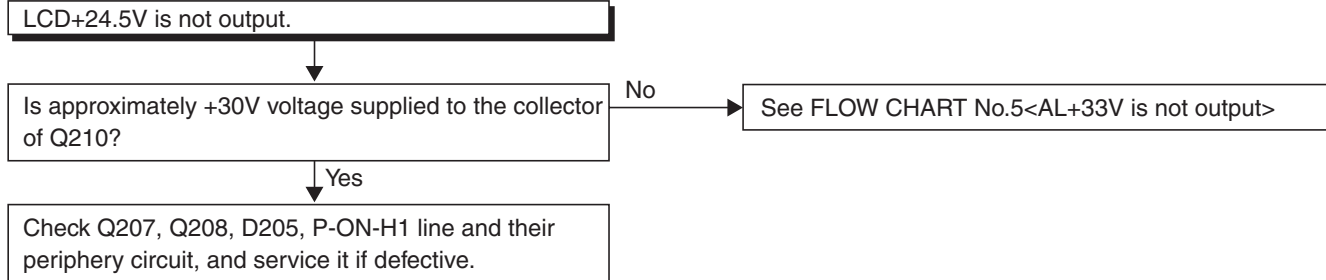 LCD+24.5V is not output.
Is approximately +30V voltage supplied to the collector
of Q210?
No
See FLOW CHART No.5<AL+33V is not output>
Yes
Check Q207, Q208, D205, P-ON-H1 line and their
periphery circuit, and service it if defective.